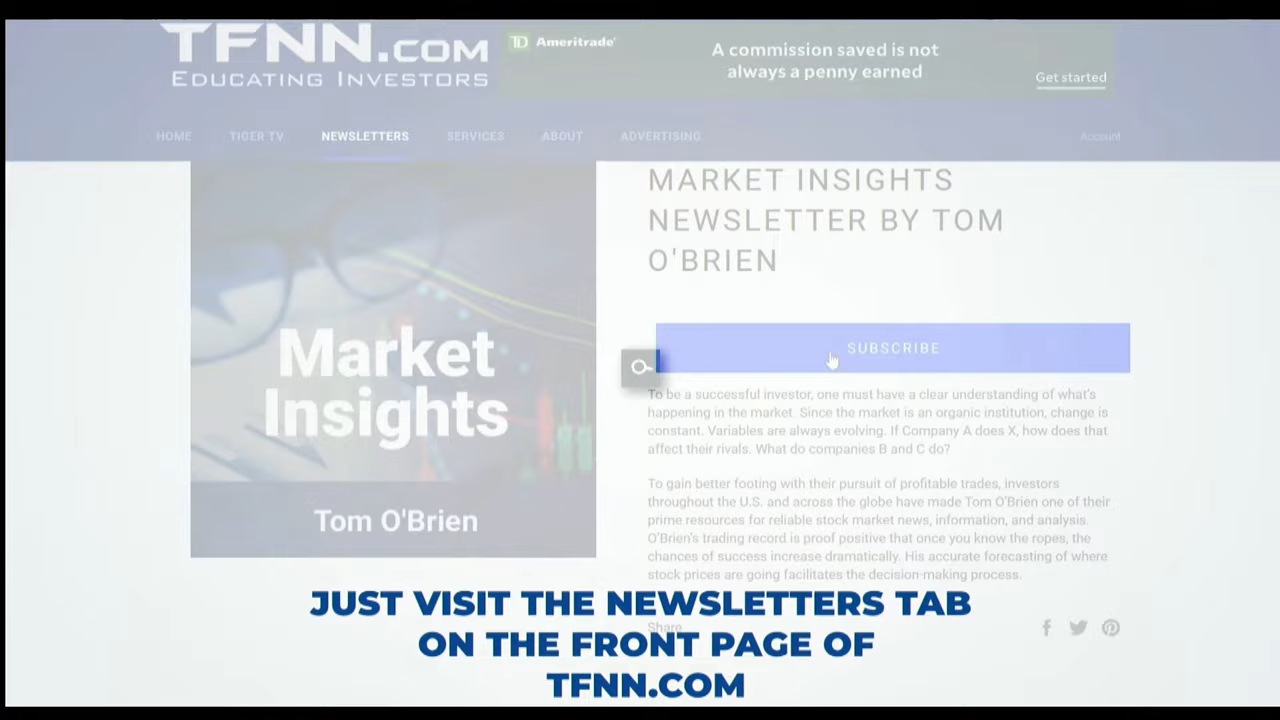 TFNN.COM
EDUCATING INVESTORS
TD Ameritrade
A commission saved is not
always a penny earned
Get started
HOME TIGER TV NEWSLETTERS SERVICES ABOUT ADVERTISING
Account
Market
Insights
Tom O'Brien
MARKET INSIGHTS
NEWSLETTER BY TOM
O'BRIEN
SUBSCRIBE
To be a successful investor, one must have a clear understanding of what's
happening in the market. Since the market is an organic institution, change is
constant. Variables are always evolving. If Company A does X, how does that
affect their rivals. What do companies B and C do?
To gain better footing with their pursuit of profitable trades, investors
throughout the U.S. and across the globe have made Tom O'Brien one of their
prime resources for reliable stock market news, information, and analysis.
O'Brien's trading record is proof positive that once you know the ropes, the
chances of success increase dramatically. His accurate forecasting of where
stock prices are going facilitates the decision-making process.
Share
JUST VISIT THE NEWSLETTERS TAB
ON THE FRONT PAGE OF
TFNN.COM